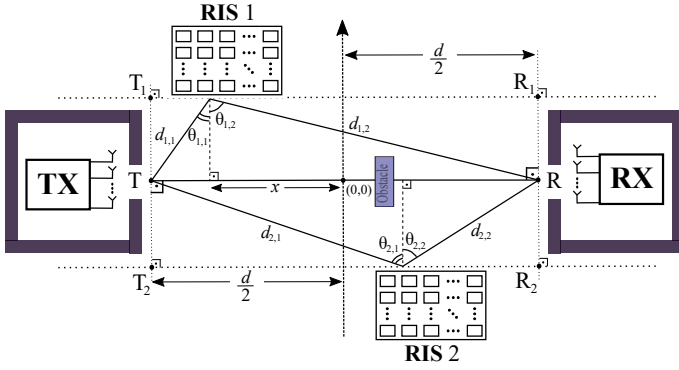 RIS 1
d/2
T₁
R₁
d₁,₁
θ₁,₁
θ₁,₂
d₁,₂
TX
T
x
(0,0)
Obstacle
R
RX
d₂,₁
θ₂,₁
θ₂,₂
d₂,₂
T₂
d/2
R₂
RIS 2